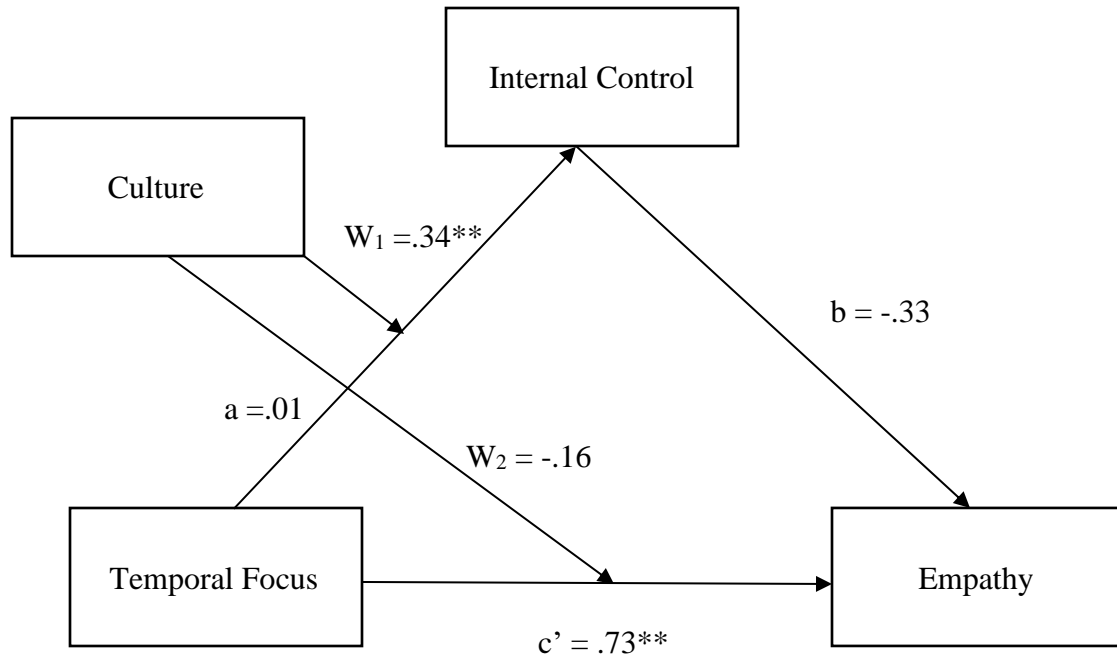 Internal Control
Culture
W₁ =.34**
b = -.33
a =.01
W₂ = -.16
Temporal Focus
Empathy
c’ = .73**